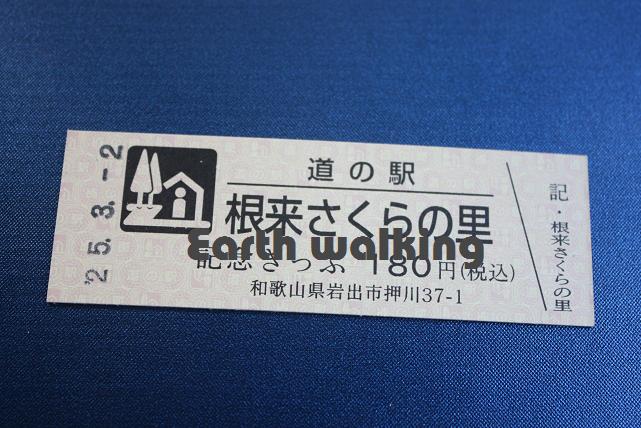 '25. 3. -2
道の駅
根来さくらの里
Earth walking
記念きっぷ 180円(税込)
和歌山県岩出市押川37-1
記・根来さくらの里